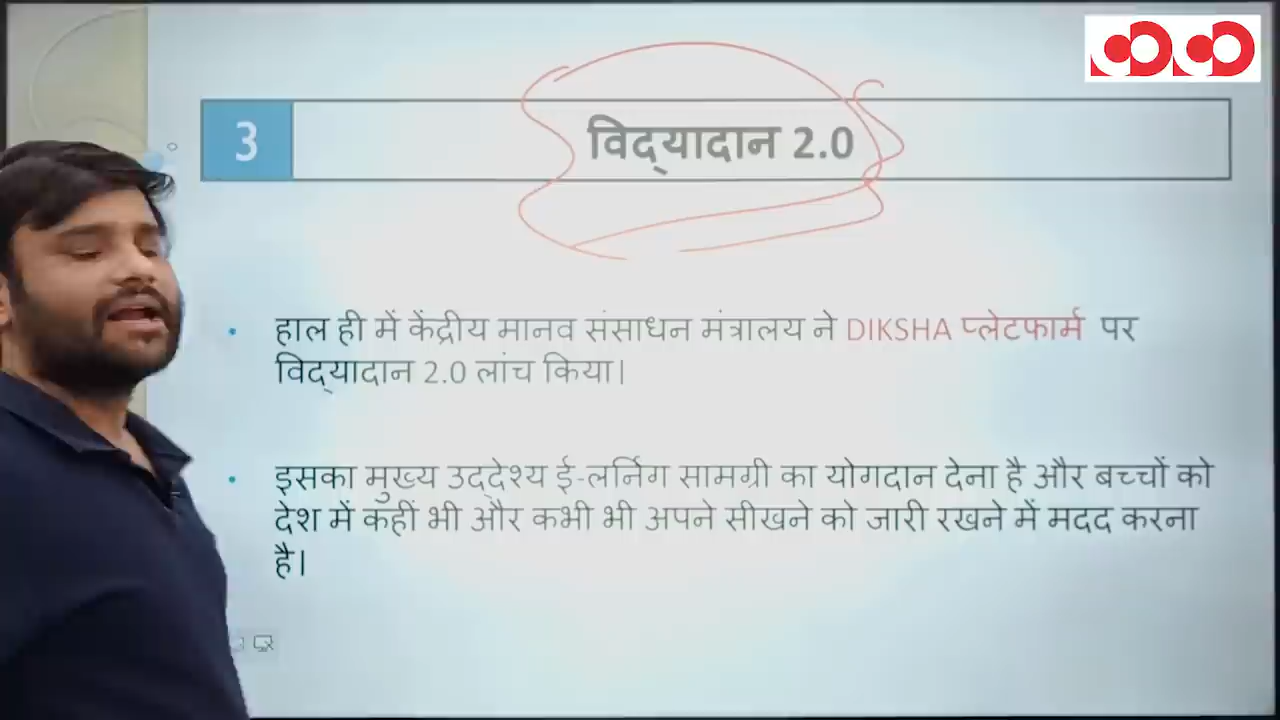 3
विद्यादान 2.0
हाल ही में केंद्रीय मानव संसाधन मंत्रालय ने DIKSHA प्लेटफार्म पर
विद्यादान 2.0 लांच किया।
इसका मुख्य उद्देश्य ई-लर्निग सामग्री का योगदान देना है और बच्चों को
देश में कहीं भी और कभी भी अपने सीखने को जारी रखने में मदद करना
है।